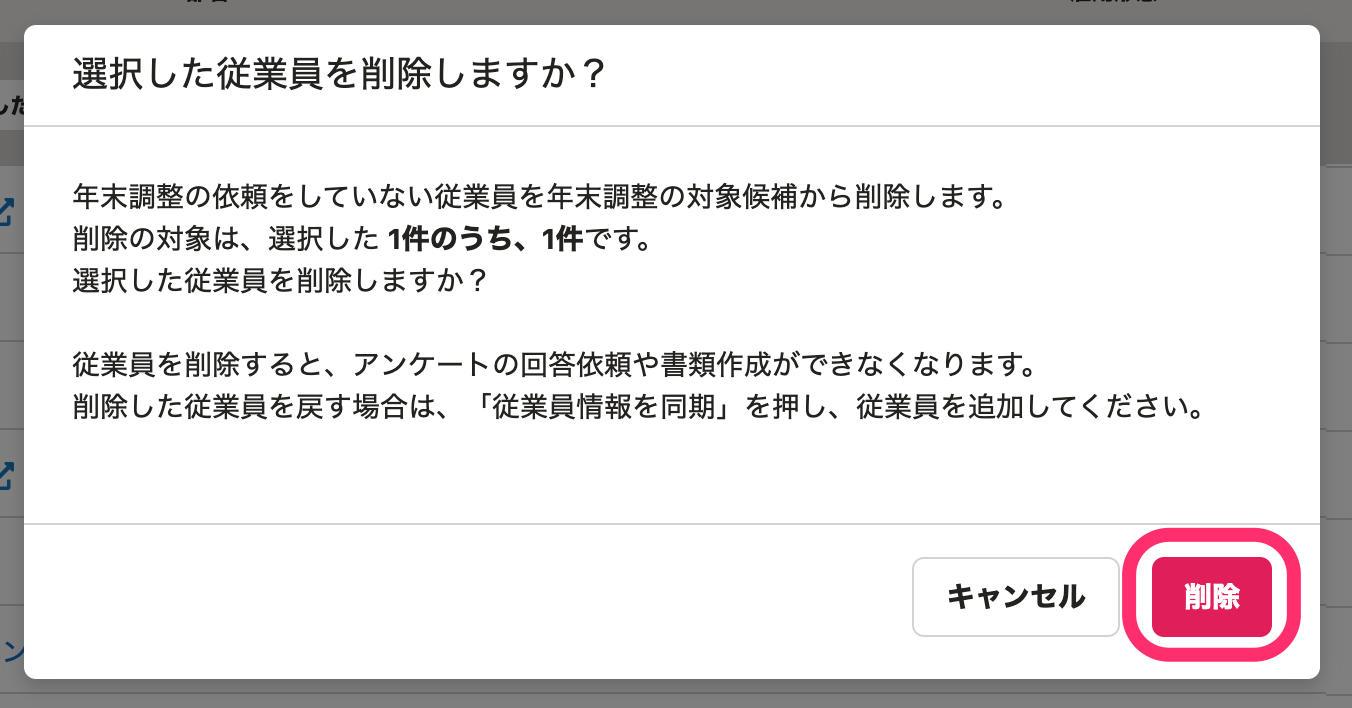 選択した従業員を削除しますか？
年末調整の依頼をしていない従業員を年末調整の対象候補から削除します。
削除の対象は、選択した 1件のうち、1件です。
選択した従業員を削除しますか？
従業員を削除すると、アンケートの回答依頼や書類作成ができなくなります。
削除した従業員を戻す場合は、「従業員情報を同期」を押し、従業員を追加してください。
キャンセル
削除